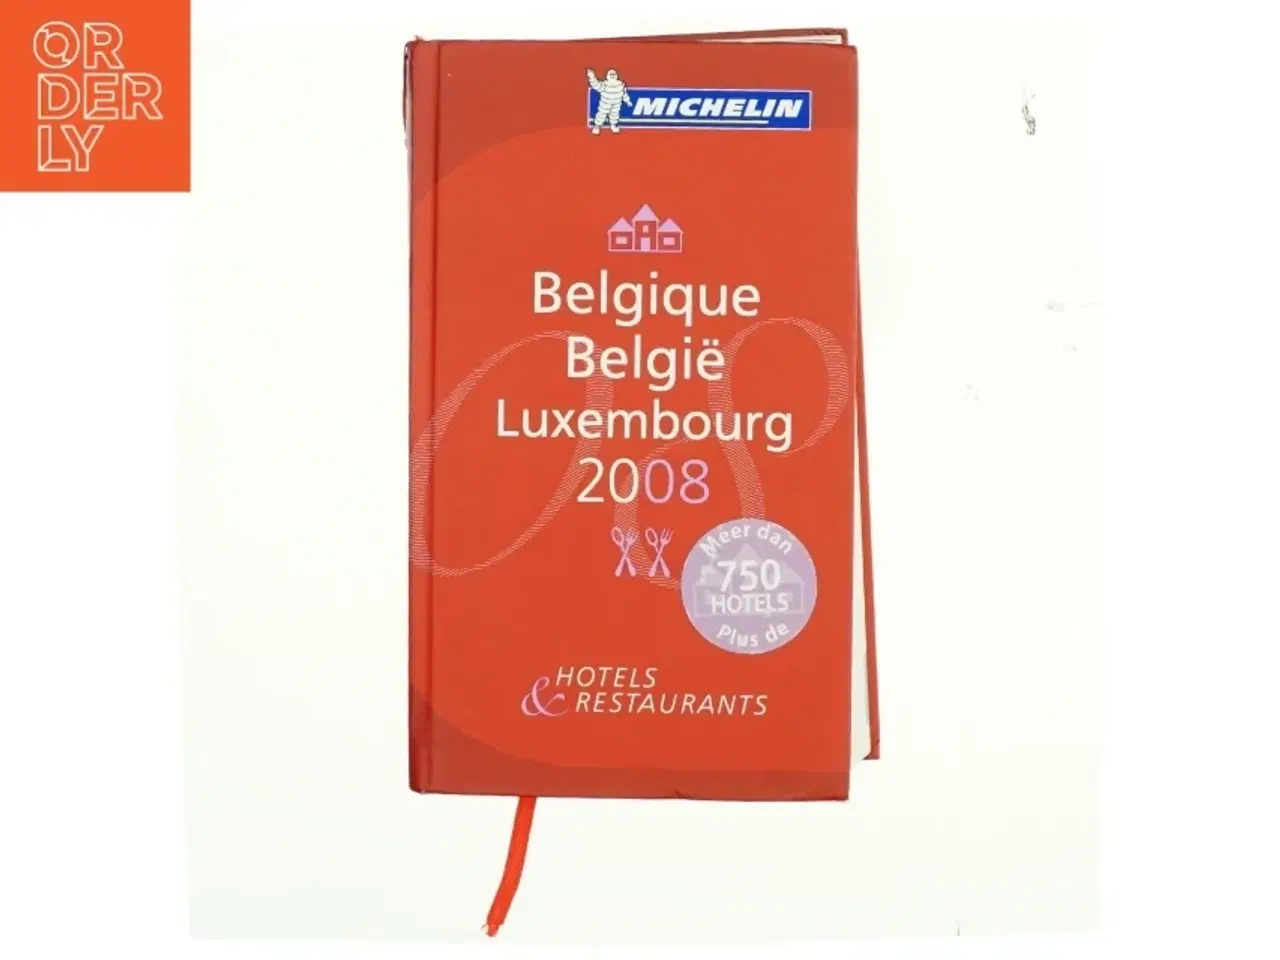 ORDERLY
MICHELIN
Belgique
België
Luxembourg
2008
Meer dan
750
HOTELS
Plus de
HOTELS
& RESTAURANTS